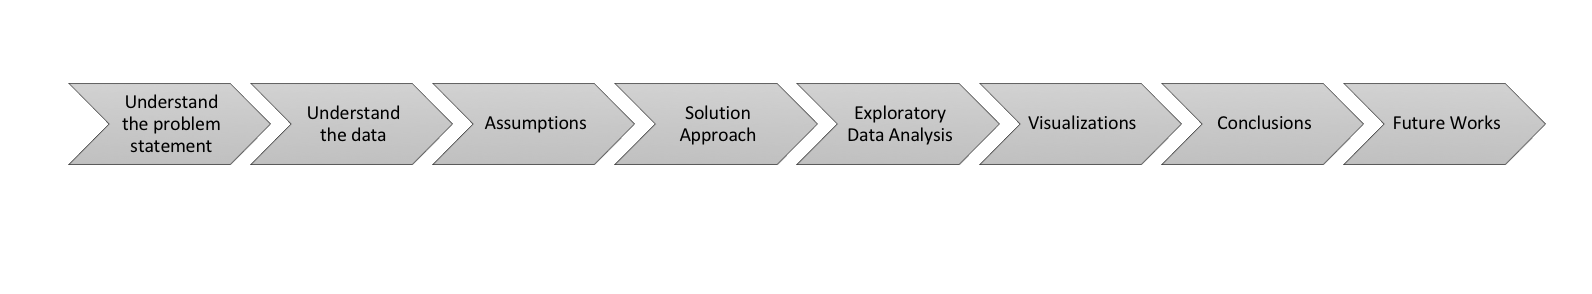 Understand
the problem
statement
Understand
the data
Assumptions
Solution
Approach
Exploratory
Data Analysis
Visualizations
Conclusions
Future Works